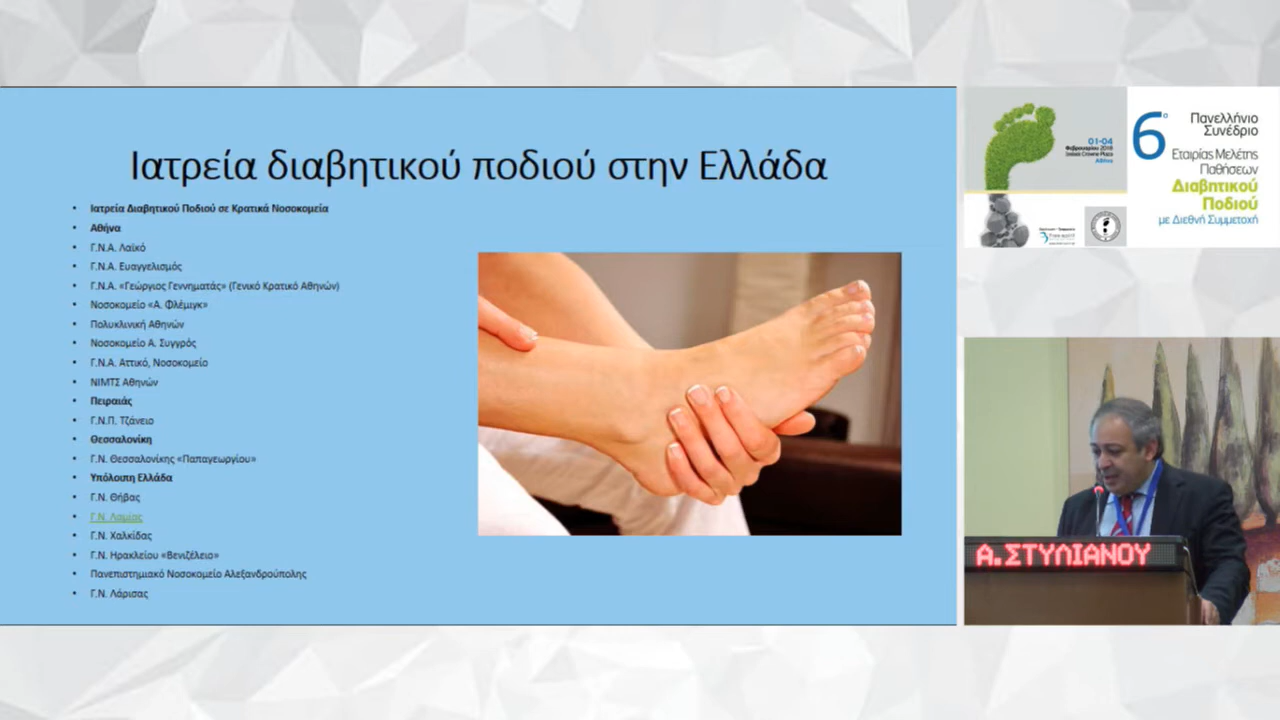 Ιατρεία διαβητικού ποδιού στην Ελλάδα
• Ιατρεία Διαβητικού Ποδιού σε Κρατικά Νοσοκομεία
• Αθήνα
• Γ.Ν.Α. Λαϊκό
• Γ.Ν.Α. Ευαγγελισμός
• Γ.Ν.Α. «Γεώργιος Γεννηματάς» (Γενικό Κρατικό Αθηνών)
• Νοσοκομείο «Α. Φλέμιγκ»
• Πολυκλινική Αθηνών
• Νοσοκομείο Α. Συγγρός
• Γ.Ν.Α. Αττικό, Νοσοκομείο
• ΝΙΜΤΣ Αθηνών
• Πειραιάς
• Γ.Ν.Π. Τζάνειο
• Θεσσαλονίκη
• Γ.Ν. Θεσσαλονίκης «Παπαγεωργίου»
• Υπόλοιπη Ελλάδα
• Γ.Ν. Θήβας
• Γ.Ν. Λαμίας
• Γ.Ν. Χαλκίδας
• Γ.Ν. Ηρακλείου «Βενιζέλειο»
• Πανεπιστημιακό Νοσοκομείο Αλεξανδρούπολης
• Γ.Ν. Λάρισας
01-04
Φεβρουαρίου 2018
Crowne Plaza
Αθήνα
6ο
Πανελλήνιο
Συνέδριο
Εταιρίας Μελέτης
Παθήσεων
Διαβητικού
Ποδιού
με Διεθνή Συμμετοχή
Α.ΣΤΥΛΙΑΝΟΥ